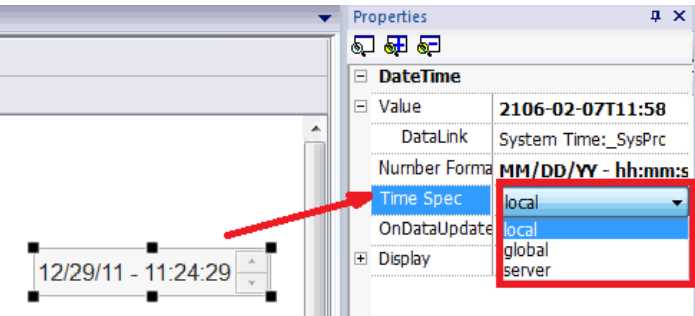 Properties
DateTime
Value 2106-02-07T11:58
DataLink System Time:_SysPrc
Number Forma MM/DD/YY - hh:mm:s
Time Spec local
OnDataUpdate local
global
Display server
12/29/11 - 11:24:29